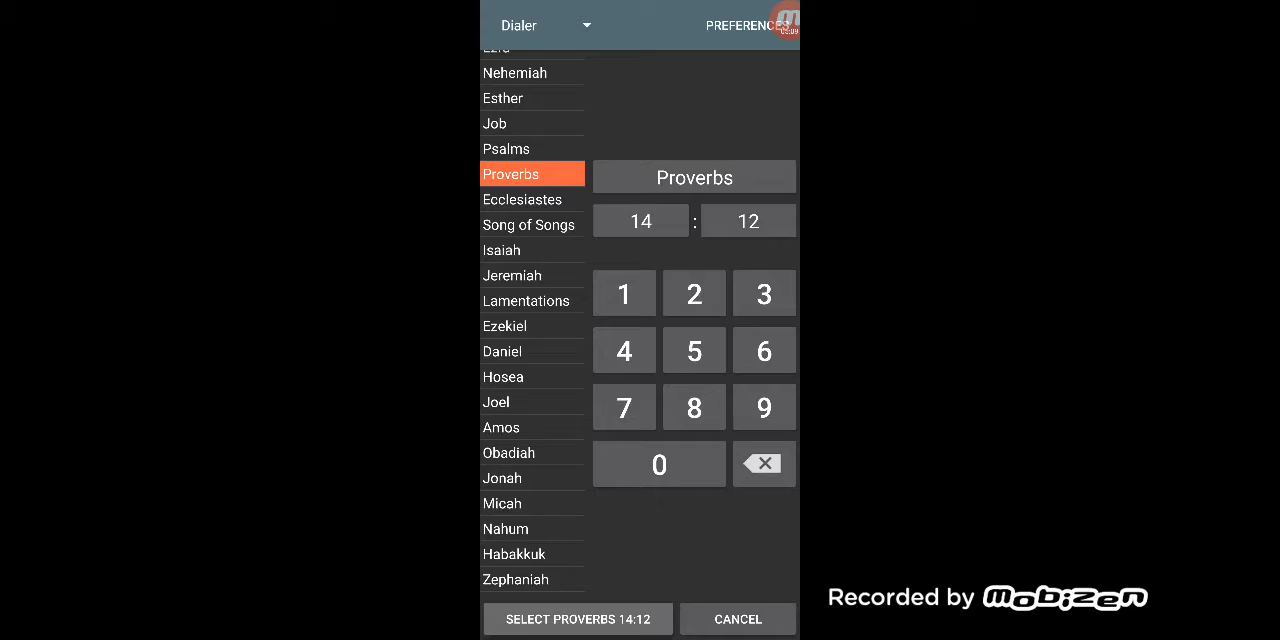 Dialer
PREFERENCES
05:09
Nehemiah
Esther
Job
Psalms
Proverbs
Ecclesiastes
Song of Songs
Isaiah
Jeremiah
Lamentations
Ezekiel
Daniel
Hosea
Joel
Amos
Obadiah
Jonah
Micah
Nahum
Habakkuk
Zephaniah
Proverbs
14 : 12
1 2 3
4 5 6
7 8 9
0
SELECT PROVERBS 14:12
CANCEL
Recorded by mobizen